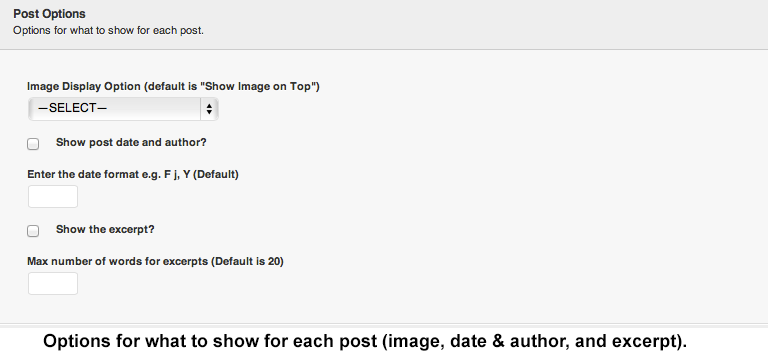 Post Options
Options for what to show for each post.
Image Display Option (default is "Show Image on Top")
—SELECT—
Show post date and author?
Enter the date format e.g. F j, Y (Default)
Show the excerpt?
Max number of words for excerpts (Default is 20)
Options for what to show for each post (image, date & author, and excerpt).